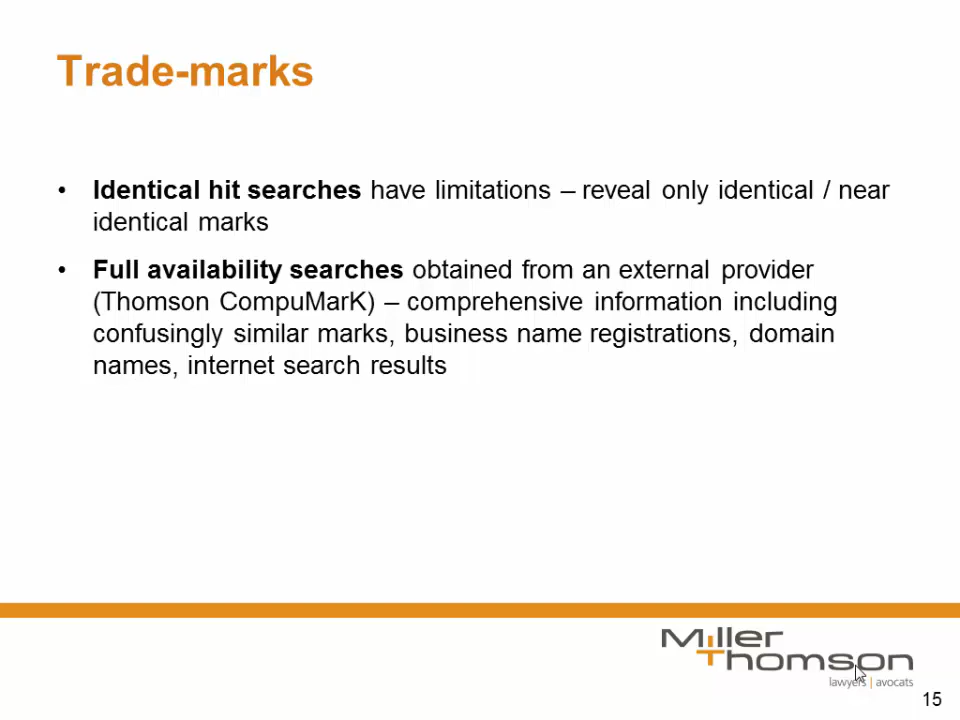 Trade-marks
• Identical hit searches have limitations – reveal only identical / near
identical marks
• Full availability searches obtained from an external provider
(Thomson CompuMarK) – comprehensive information including
confusingly similar marks, business name registrations, domain
names, internet search results
Miller
Thomson
lawyers | avocats
15